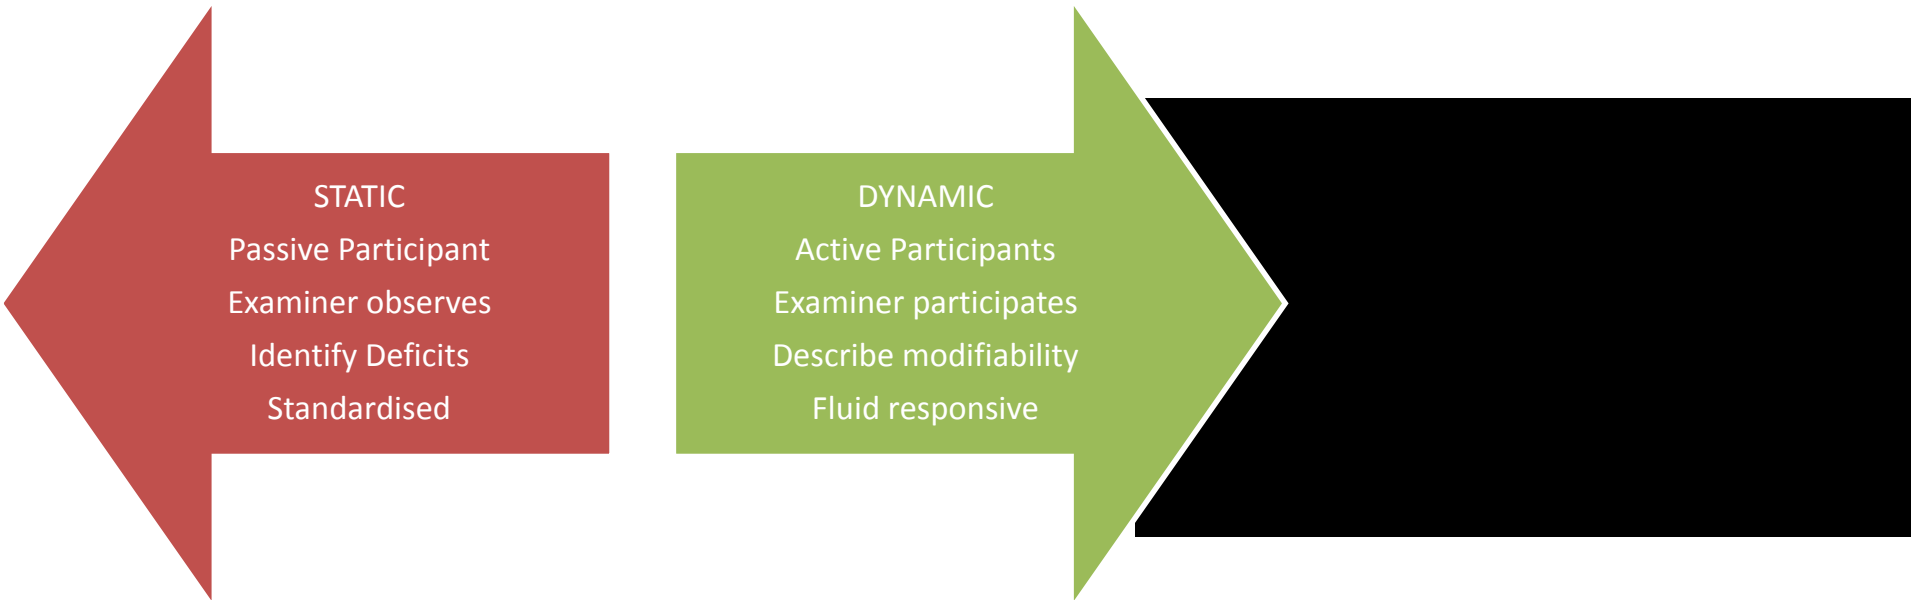 STATIC
Passive Participant
Examiner observes
Identify Deficits
Standardised
DYNAMIC
Active Participants
Examiner participates
Describe modifiability
Fluid responsive